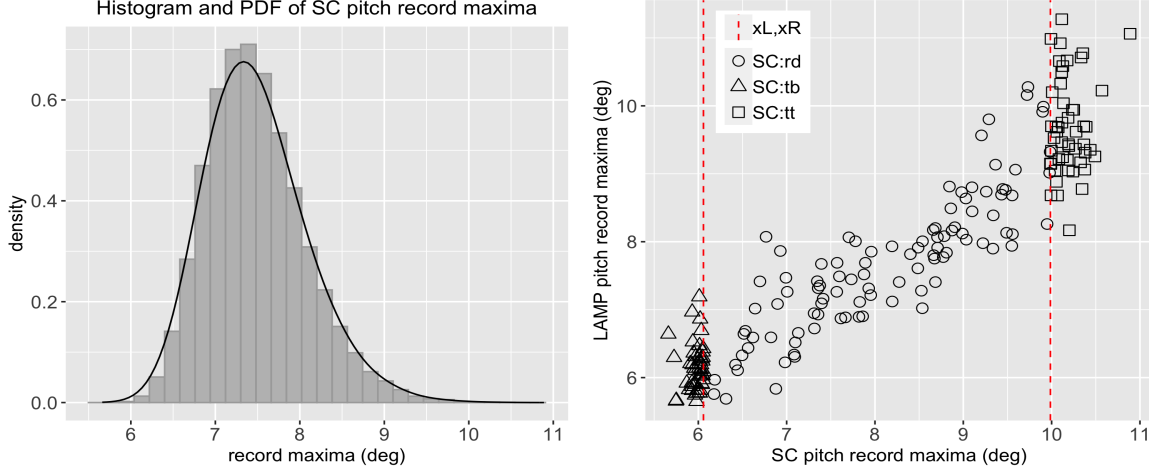 Histogram and PDF of SC pitch record maxima
density
0.6
0.4
0.2
0.0
6 7 8 9 10 11
record maxima (deg)
LAMP pitch record maxima (deg)
10
8
6
xL,xR
SC:rd
SC:tb
SC:tt
6 7 8 9 10 11
SC pitch record maxima (deg)